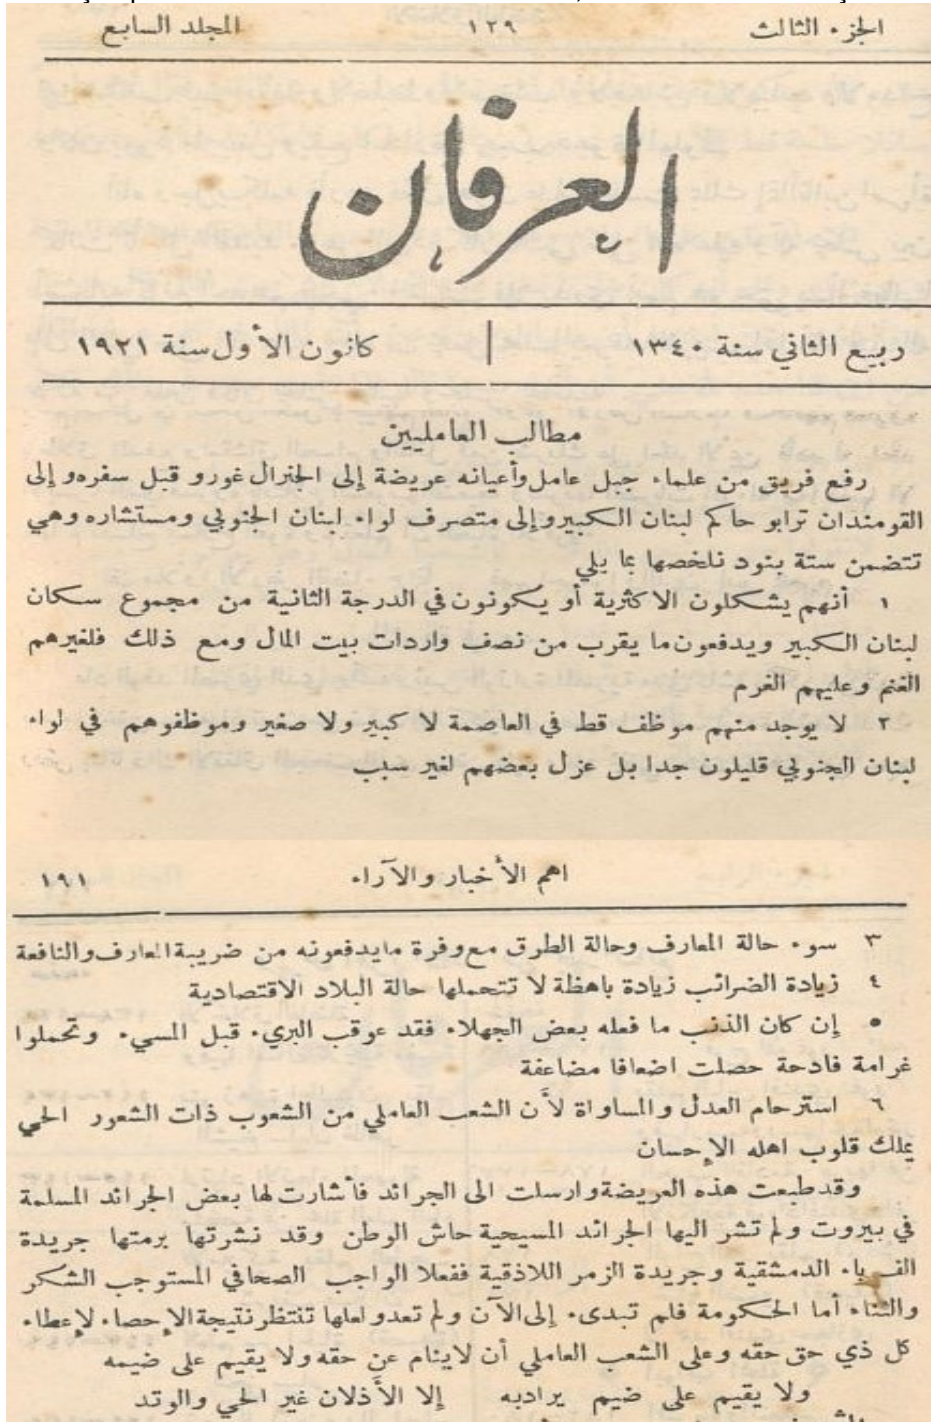 الجزء الثالث ١٢٩ المجلد السابع
العرفان
ربيع الثاني سنة ١٣٤٠ كانون الأول سنة ١٩٢١
مطالب العامليين
رفع فريق من علماء جبل عامل وأعيانه عريضة إلى الجنرال غورو قبل سفره وإلى
القومندان ترابو حاكم لبنان الكبير وإلى متصرف لواء لبنان الجنوبي ومستشاره وهي
تتضمن ستة بنود نلخصها بما يلي
١ أنهم يشكلون الاكثرية أو يكونون في الدرجة الثانية من مجموع سكان
لبنان الكبير ويدفعون ما يقرب من نصف واردات بيت المال ومع ذلك فلغيرهم
الغنم وعليهم الغرم
٢ لا يوجد منهم موظف قط في العاصمة لا كبير ولا صغير وموظفوهم في لواء
لبنان الجنوبي قليلون جدا بل عزل بعضهم لغير سبب
اهم الأخبار والآراء ١٩١
٣ سوء حالة المعارف وحالة الطرق مع وفرة مايدفعونه من ضريبة المعارف والنافعة
٤ زيادة الضرائب زيادة باهظة لا تتحملها حالة البلاد الاقتصادية
٥ إن كان الذنب ما فعله بعض الجهلاء فقد عوقب البريء قبل المسيء وتحملوا
غرامة فادحة حصلت اضعافا مضاعفة
٦ استرحام العدل والمساواة لأن الشعب العاملي من الشعوب ذات الشعور الحي
يملك قلوب اهله الإحسان
وقد طبعت هذه العريضة وارسلت الى الجرائد فأشارت لها بعض الجرائد المسلمة
في بيروت ولم تشر اليها الجرائد المسيحية حاش الوطن وقد نشرتها برمتها جريدة
الف باء الدمشقية وجريدة الزمر اللاذقية ففعلا الواجب الصحافي المستوجب الشكر
والثناء أما الحكومة فلم تبدىء إلى الآن ولم تعد ولعلها تنتظر نتيجة الإحصاء لإعطاء
كل ذي حق حقه وعلى الشعب العاملي أن لاينام عن حقه ولا يقيم على ضيمه
ولا يقيم على ضيم يرادبه إلا الأذلان غير الحي والوتد